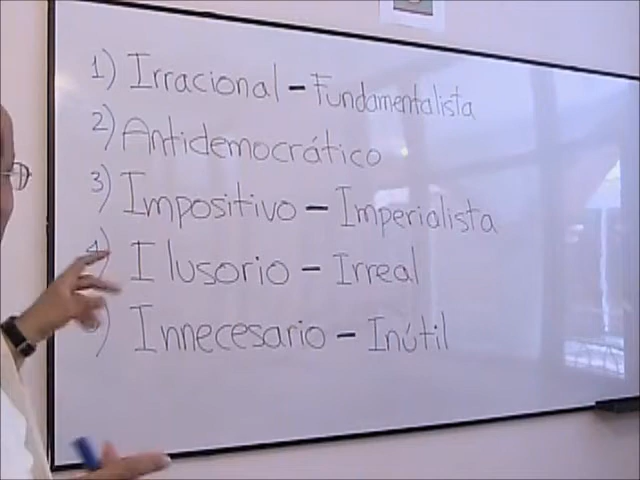 1) Irracional - Fundamentalista
2) Antidemocrático
3) Impositivo - Imperialista
4) Ilusorio - Irreal
) Innecesario - Inútil